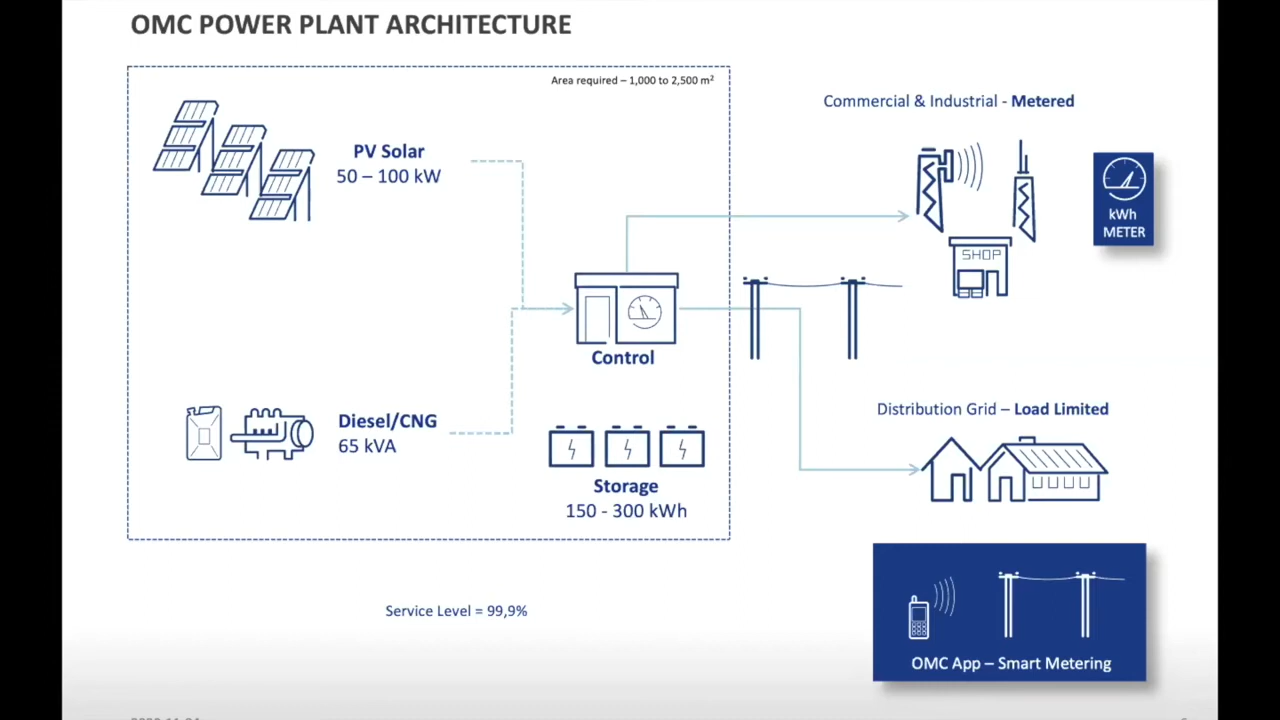 OMC POWER PLANT ARCHITECTURE
Area required – 1,000 to 2,500 m²
PV Solar
50 – 100 kW
Commercial & Industrial - Metered
kWh
METER
SHOP
Control
Diesel/CNG
65 kVA
Storage
150 - 300 kWh
Distribution Grid – Load Limited
Service Level = 99,9%
OMC App – Smart Metering